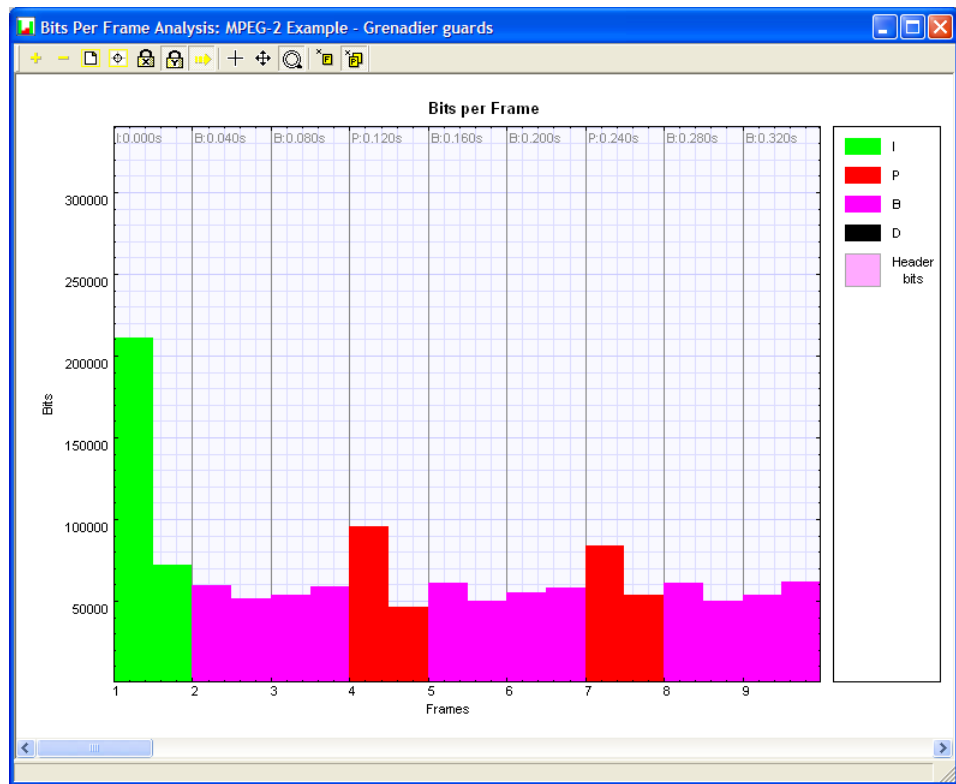 Bits Per Frame Analysis: MPEG-2 Example - Grenadier guards
Bits per Frame
I:0.000s B:0.040s B:0.080s P:0.120s B:0.160s B:0.200s P:0.240s B:0.280s B:0.320s
300000
250000
200000
150000
100000
50000
Bits
1 2 3 4 5 6 7 8 9
Frames
I
P
B
D
Header
bits